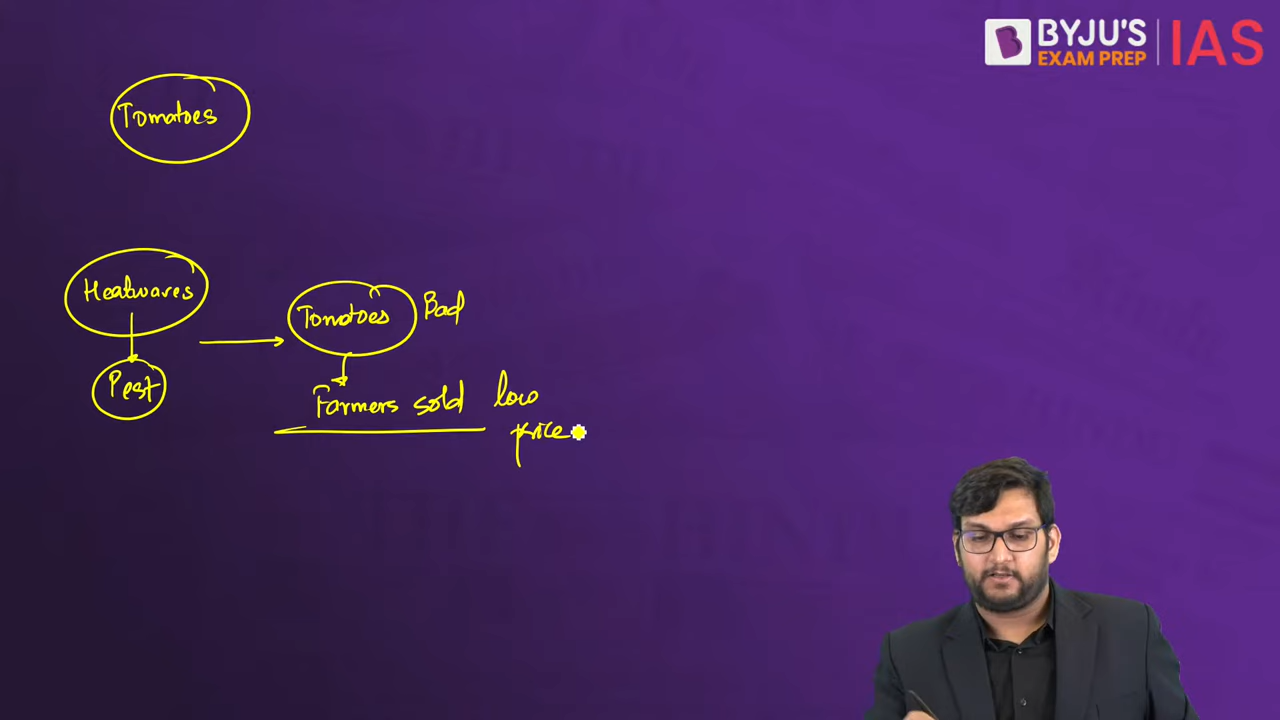 BYJU'S
EXAM PREP
IAS
Tomatoes
Heatwaves
Tomatoes Bad
Pest
Farmers sold low
price